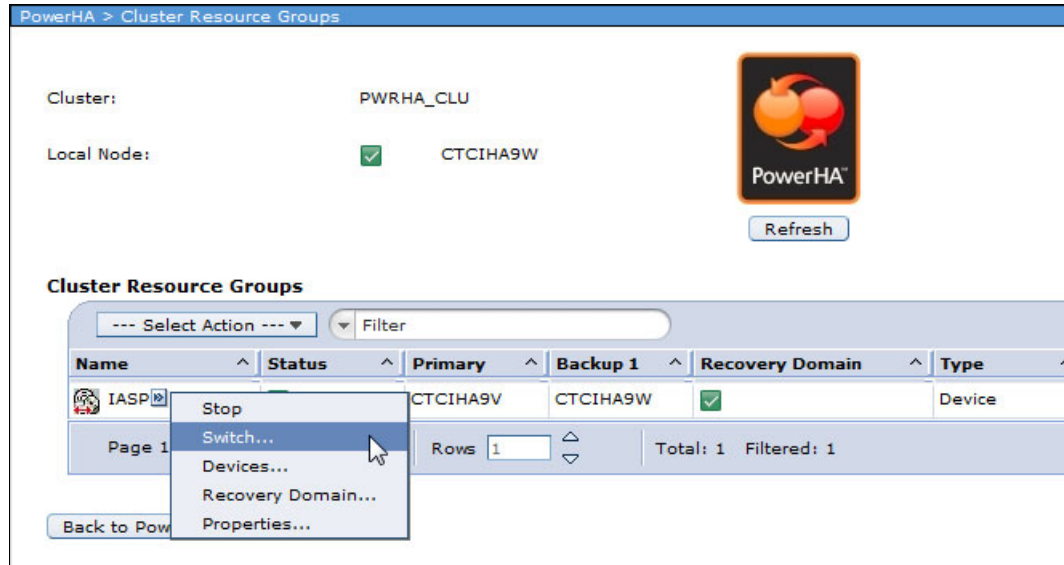 PowerHA > Cluster Resource Groups
Cluster: PWRHA_CLU
Local Node: CTCIHA9W
PowerHA™
Refresh
Cluster Resource Groups
--- Select Action --- Filter
Name Status Primary Backup 1 Recovery Domain Type
IASP CTCIHA9V CTCIHA9W Device
Stop
Switch...
Devices...
Recovery Domain...
Properties...
Page 1 Rows 1 Total: 1 Filtered: 1
Back to Pow